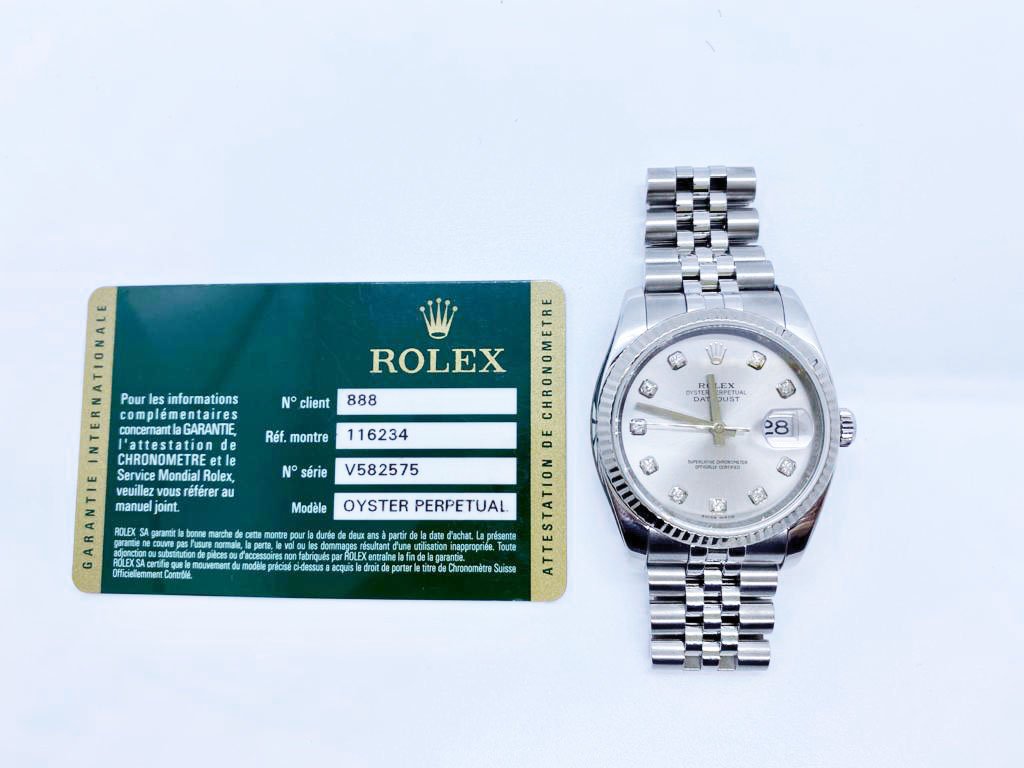 GARANTIE INTERNATIONALE
ROLEX
Pour les informations
complémentaires
concernant la GARANTIE,
l'attestation de
CHRONOMETRE et le
Service Mondial Rolex,
veuillez vous référer au
manuel joint.
N° client 888
Réf. montre 116234
N° série V582575
Modèle OYSTER PERPETUAL
ROLEX SA garantit la bonne marche de cette montre pour la durée de deux ans à partir de la date d'achat. La présente
garantie ne couvre pas l'usure normale, la perte, le vol ou les dommages résultant d'une utilisation inappropriée. Toute
adjonction ou substitution de pièces ou d'accessoires non fabriqués par ROLEX entraîne la fin de la garantie.
ROLEX SA certifie que le mouvement du modèle précisé ci-dessus a acquis le droit de porter le titre de Chronomètre Suisse
Officiellement Contrôlé.
ATTESTATION DE CHRONOMETRE
ROLEX
OYSTER PERPETUAL
DATEJUST
28
SUPERLATIVE CHRONOMETER
OFFICIALLY CERTIFIED
SWISS MADE